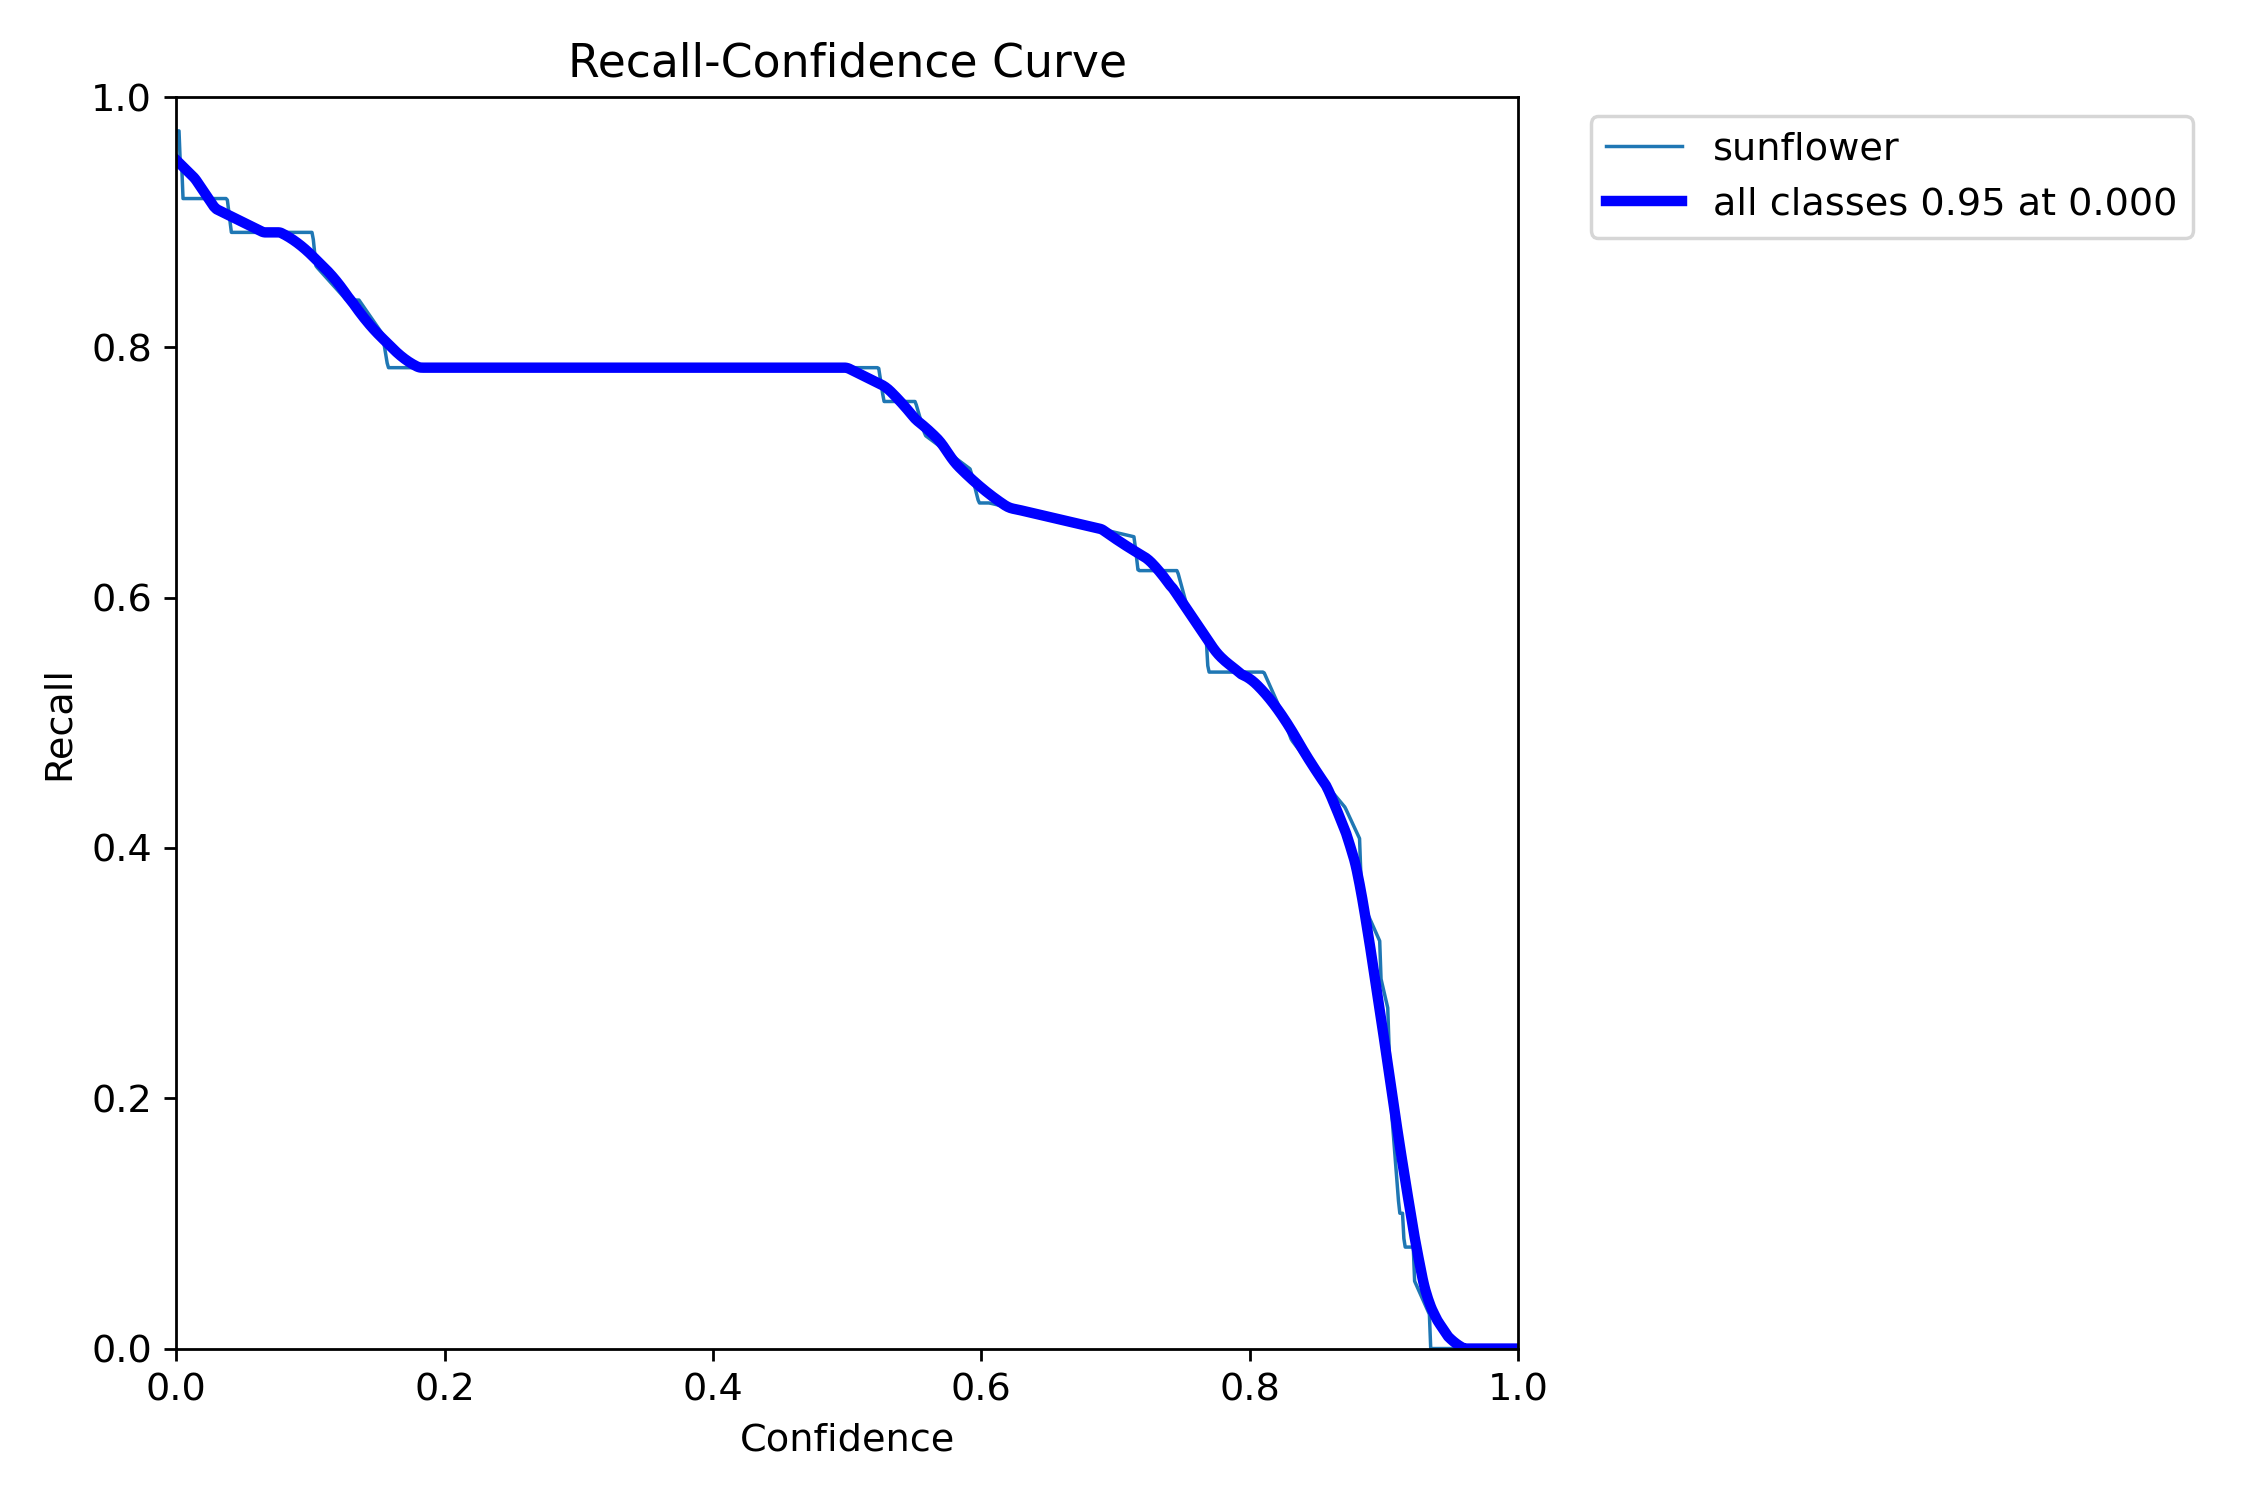 Recall-Confidence Curve
1.0
0.8
0.6
0.4
0.2
0.0
Recall
0.0 0.2 0.4 0.6 0.8 1.0
Confidence
sunflower
all classes 0.95 at 0.000